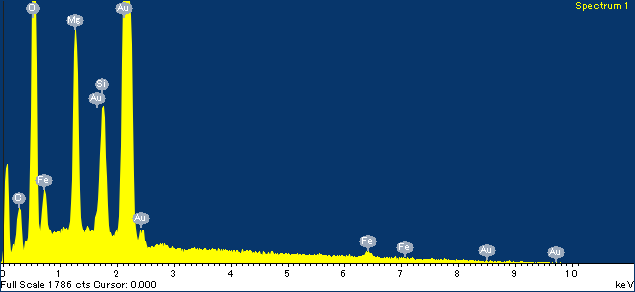 Spectrum 1
O Au
Mg
Si
Au
Fe
O
Au
Fe Fe Au Au
0 1 2 3 4 5 6 7 8 9 10
Full Scale 1786 cts Cursor: 0.000 keV